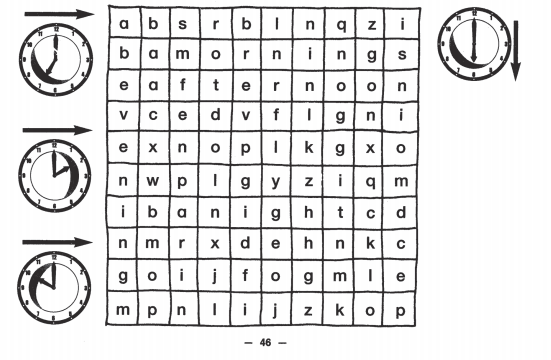 a b s r b l n q z i
b a m o r n i n g s
e a f t e r n o o n
v c e d v f l g n i
e x n o p l k g x o
n w p l g y z i q m
i b a n i g h t c d
n m r x d e h n k c
g o i j f o g m l e
m p n l i j z k o p
— 46 —